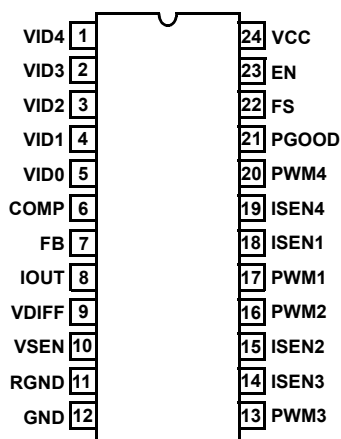 VID4 1 24 VCC
VID3 2 23 EN
VID2 3 22 FS
VID1 4 21 PGOOD
VID0 5 20 PWM4
COMP 6 19 ISEN4
FB 7 18 ISEN1
IOUT 8 17 PWM1
VDIFF 9 16 PWM2
VSEN 10 15 ISEN2
RGND 11 14 ISEN3
GND 12 13 PWM3